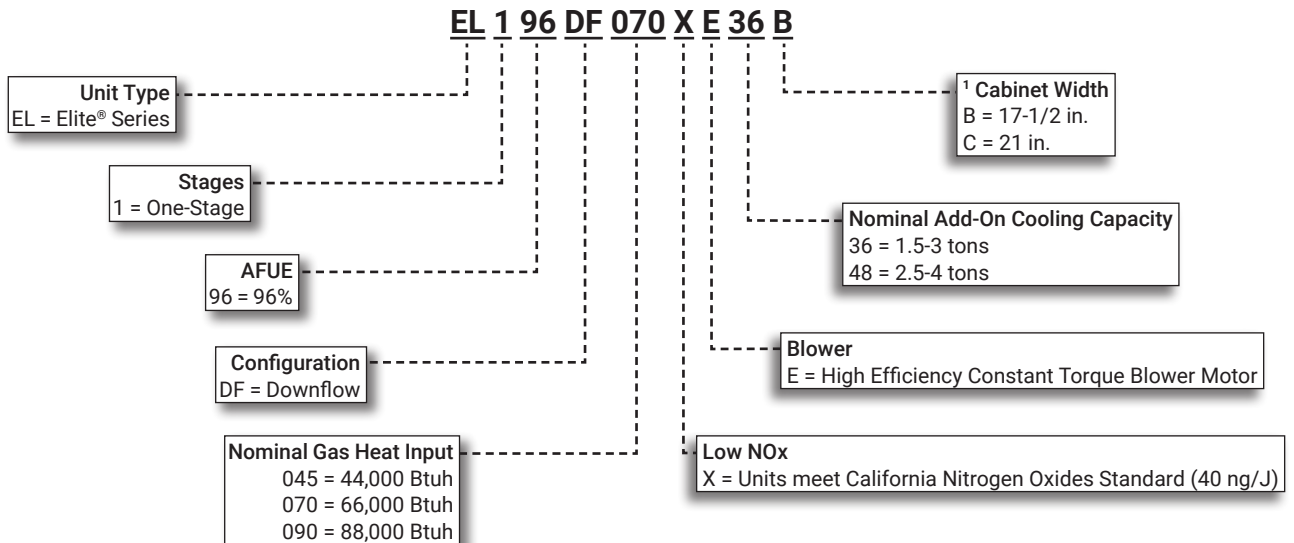 EL 1 96 DF 070 X E 36 B
Unit Type
EL = Elite® Series
Stages
1 = One-Stage
AFUE
96 = 96%
Configuration
DF = Downflow
Nominal Gas Heat Input
045 = 44,000 Btuh
070 = 66,000 Btuh
090 = 88,000 Btuh
¹ Cabinet Width
B = 17-1/2 in.
C = 21 in.
Nominal Add-On Cooling Capacity
36 = 1.5-3 tons
48 = 2.5-4 tons
Blower
E = High Efficiency Constant Torque Blower Motor
Low NOx
X = Units meet California Nitrogen Oxides Standard (40 ng/J)